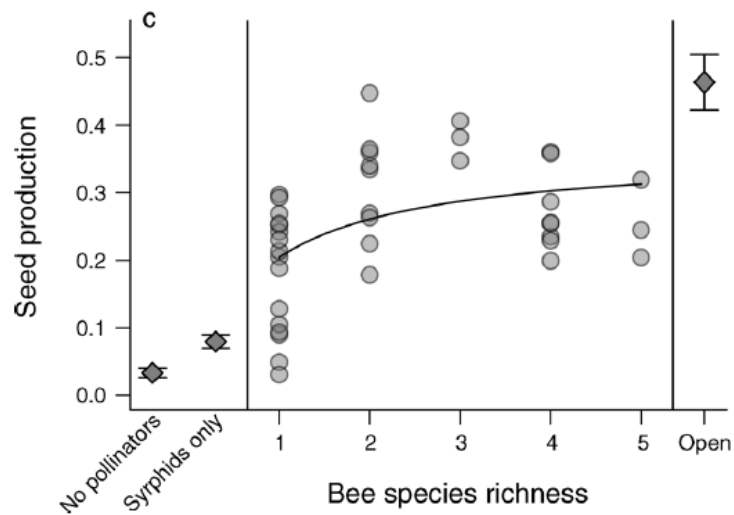 C
0.5
0.4
0.3
0.2
0.1
0.0
Seed production
No pollinators
Syrphids only
1 2 3 4 5
Open
Bee species richness